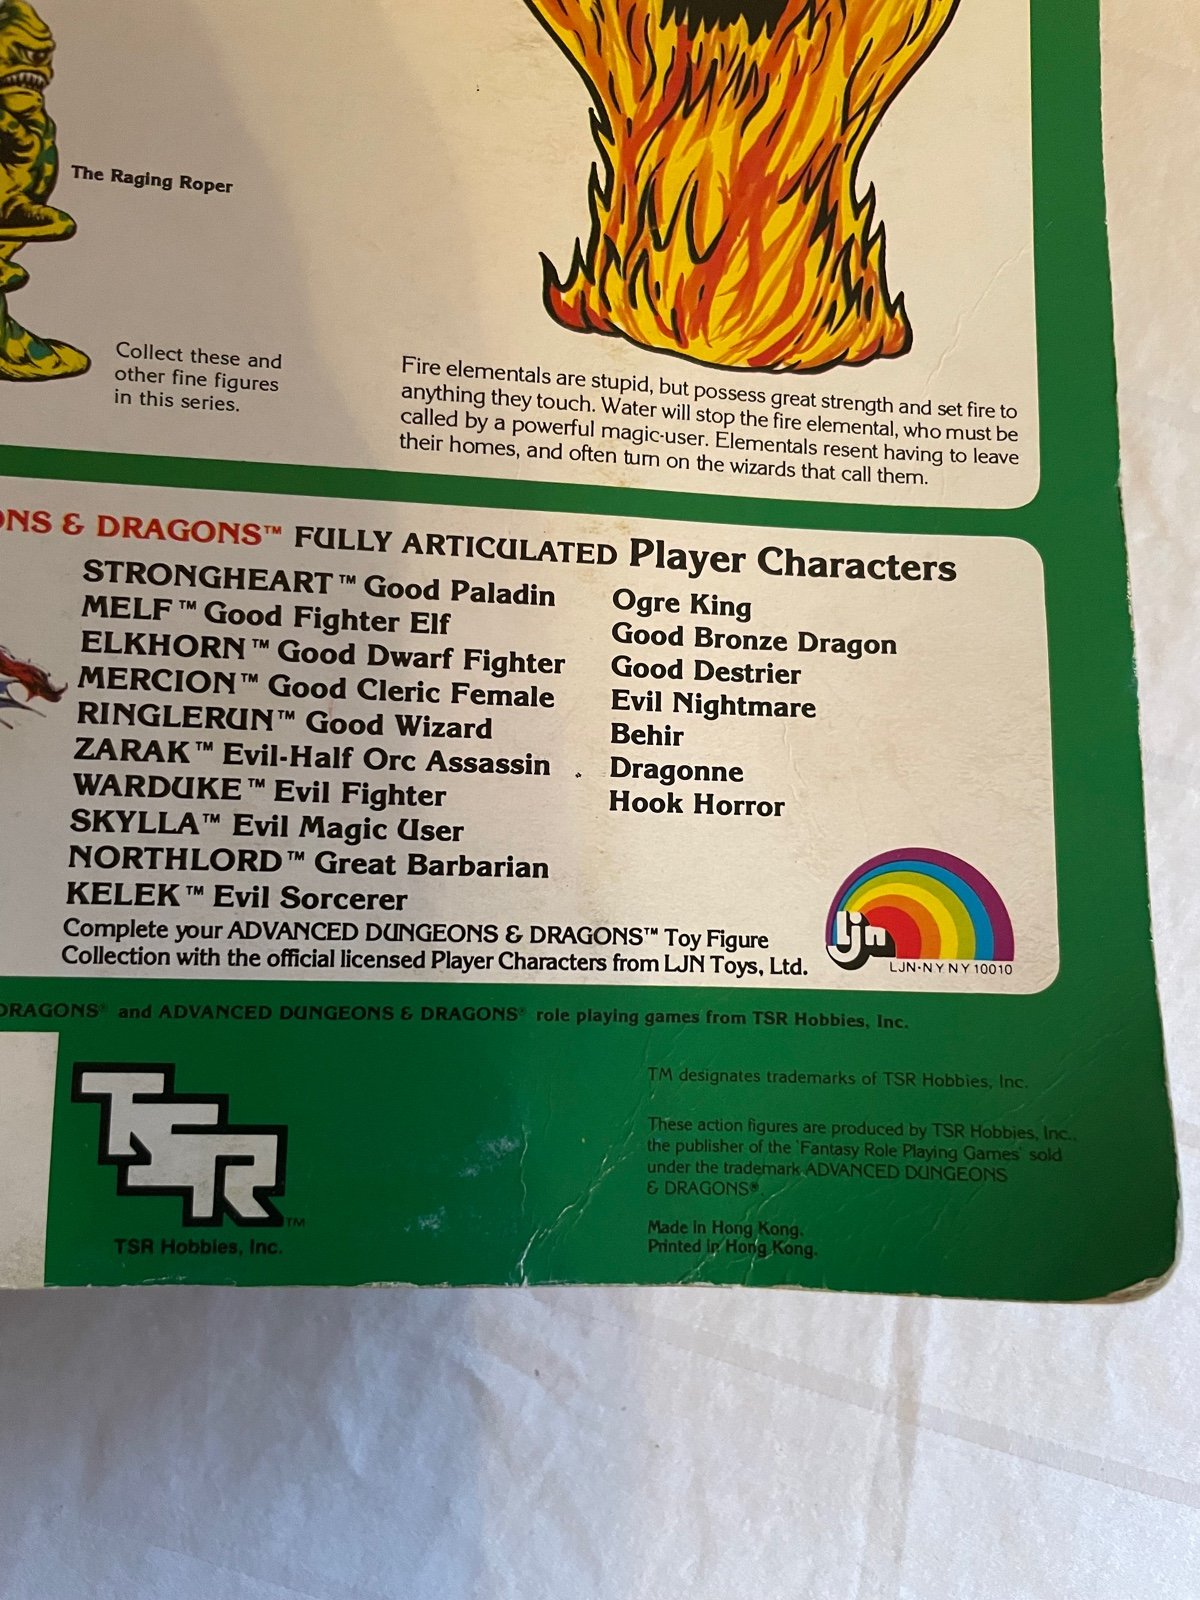 The Raging Roper
Collect these and
other fine figures
in this series.
Fire elementals are stupid, but possess great strength and set fire to
anything they touch. Water will stop the fire elemental, who must be
called by a powerful magic-user. Elementals resent having to leave
their homes, and often turn on the wizards that call them.
ONS & DRAGONS™ FULLY ARTICULATED Player Characters
STRONGHEART™ Good Paladin
MELF™ Good Fighter Elf
ELKHORN™ Good Dwarf Fighter
MERCION™ Good Cleric Female
RINGLERUN™ Good Wizard
ZARAK™ Evil-Half Orc Assassin
WARDUKE™ Evil Fighter
SKYLLA™ Evil Magic User
NORTHLORD™ Great Barbarian
KELEK™ Evil Sorcerer
Ogre King
Good Bronze Dragon
Good Destrier
Evil Nightmare
Behir
Dragonne
Hook Horror
Complete your ADVANCED DUNGEONS & DRAGONS™ Toy Figure
Collection with the official licensed Player Characters from LJN Toys, Ltd.
ljn
LJN-NY NY 10010
DRAGONS® and ADVANCED DUNGEONS & DRAGONS® role playing games from TSR Hobbies, Inc.
TSR™
TSR Hobbies, Inc.
TM designates trademarks of TSR Hobbies, Inc.
These action figures are produced by TSR Hobbies, Inc.,
the publisher of the 'Fantasy Role Playing Games' sold
under the trademark ADVANCED DUNGEONS
& DRAGONS®.
Made in Hong Kong.
Printed in Hong Kong.